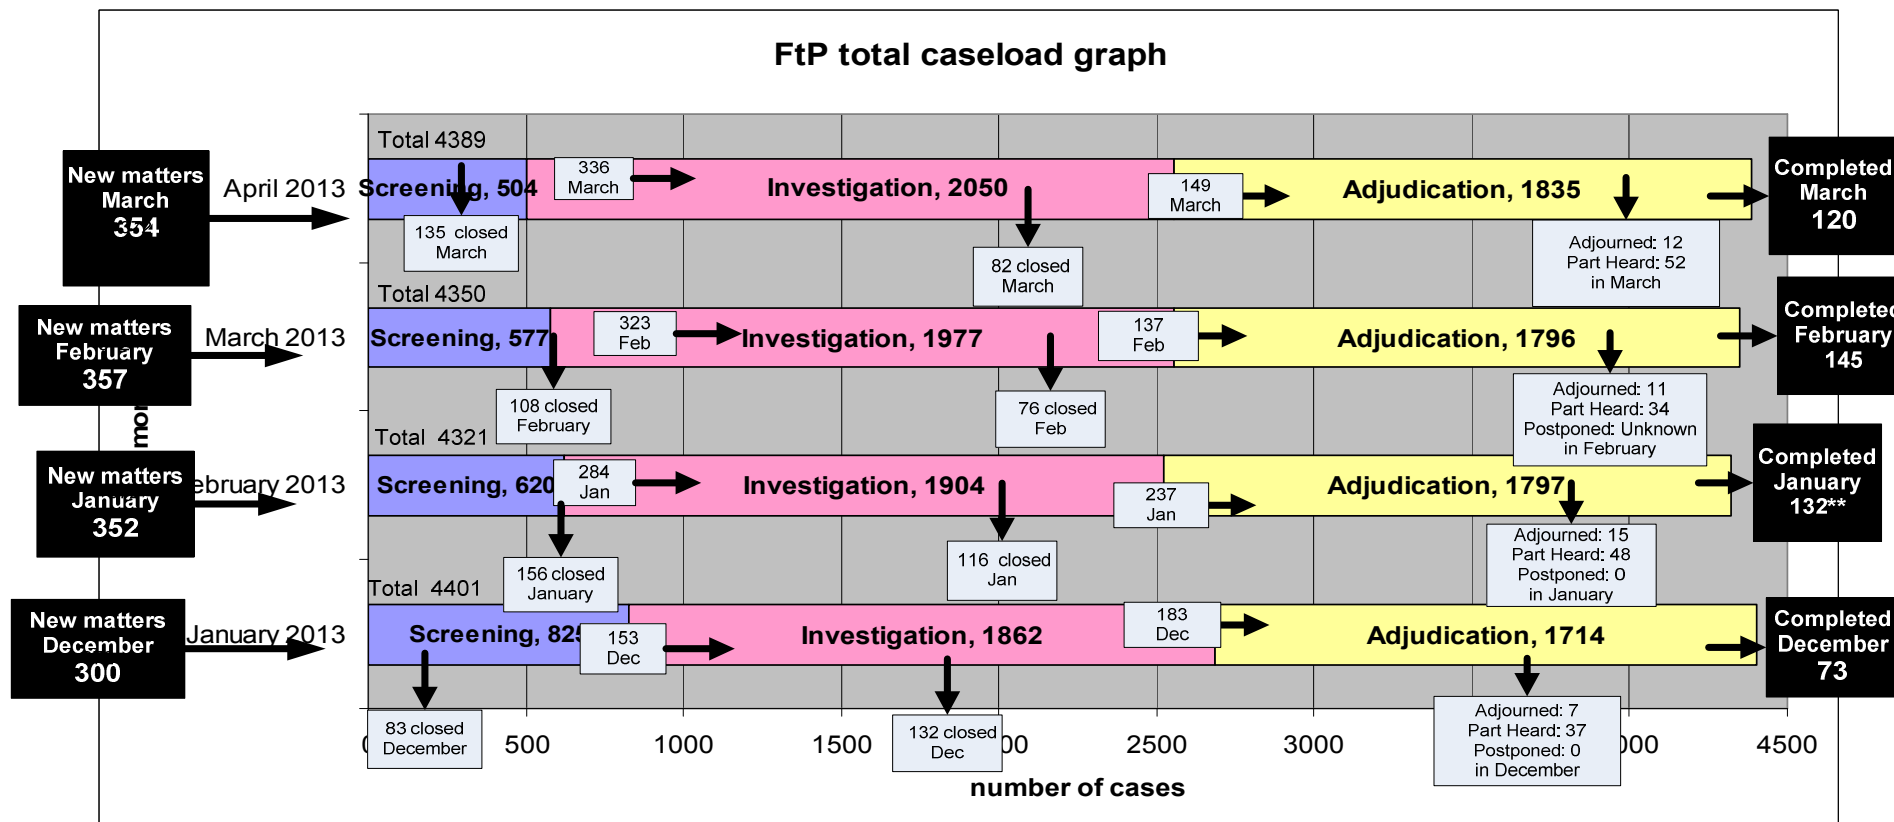 FtP total caseload graph
Total 4389
New matters
March
354
April 2013
Screening, 504
336
March
Investigation, 2050
149
March
Adjudication, 1835
Completed
March
120
135 closed
March
82 closed
March
Adjourned: 12
Part Heard: 52
in March
Total 4350
New matters
February
357
March 2013
Screening, 577
323
Feb
Investigation, 1977
137
Feb
Adjudication, 1796
Completed
February
145
108 closed
February
76 closed
Feb
Adjourned: 11
Part Heard: 34
Postponed: Unknown
in February
mon
Total 4321
New matters
January
352
ebruary 2013
Screening, 620
284
Jan
Investigation, 1904
237
Jan
Adjudication, 1797
Completed
January
132**
156 closed
January
116 closed
Jan
Adjourned: 15
Part Heard: 48
Postponed: 0
in January
Total 4401
New matters
December
300
January 2013
Screening, 825
153
Dec
Investigation, 1862
183
Dec
Adjudication, 1714
Completed
December
73
83 closed
December
132 closed
Dec
Adjourned: 7
Part Heard: 37
Postponed: 0
in December
500 1000 1500 2500 3000 4500
number of cases